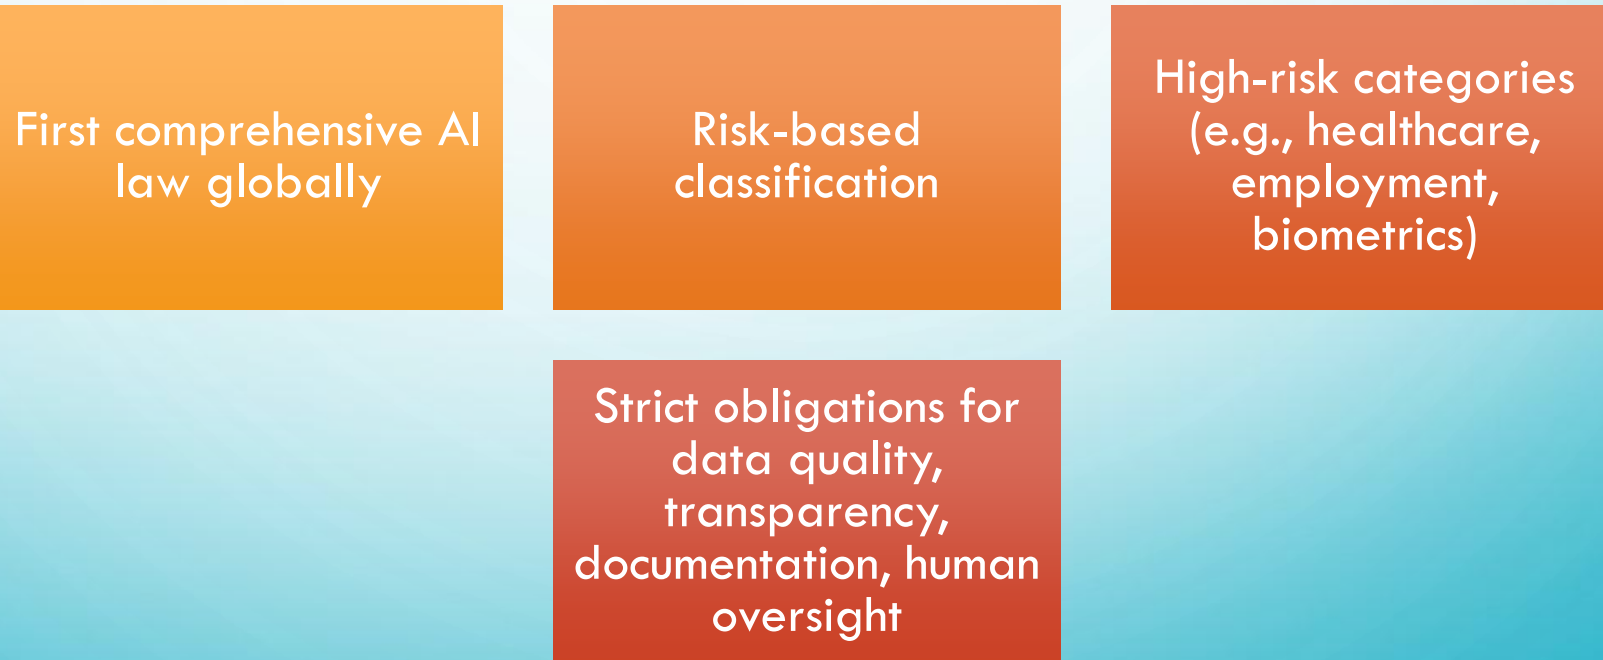 First comprehensive AI
law globally
Risk-based
classification
High-risk categories
(e.g., healthcare,
employment,
biometrics)
Strict obligations for
data quality,
transparency,
documentation, human
oversight